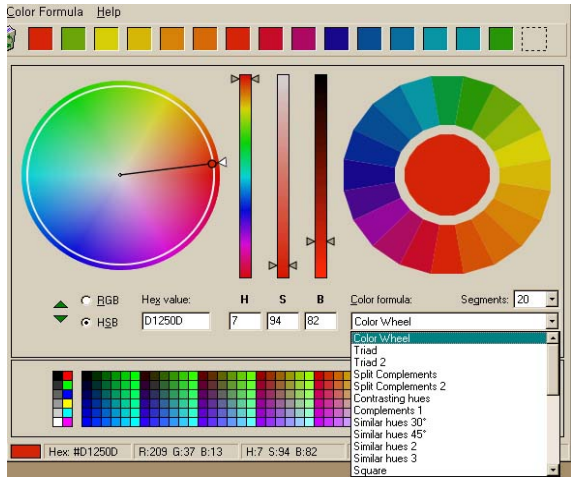 Color Formula Help
H S B
Color formula: Segments: 20
RGB Hex value:
HSB D1250D 7 94 82 Color Wheel
Color Wheel
Triad
Triad 2
Split Complements
Split Complements 2
Contrasting hues
Complements 1
Similar hues 30°
Similar hues 45°
Similar hues 2
Similar hues 3
Square
Hex: #D1250D R:209 G:37 B:13 H:7 S:94 B:82